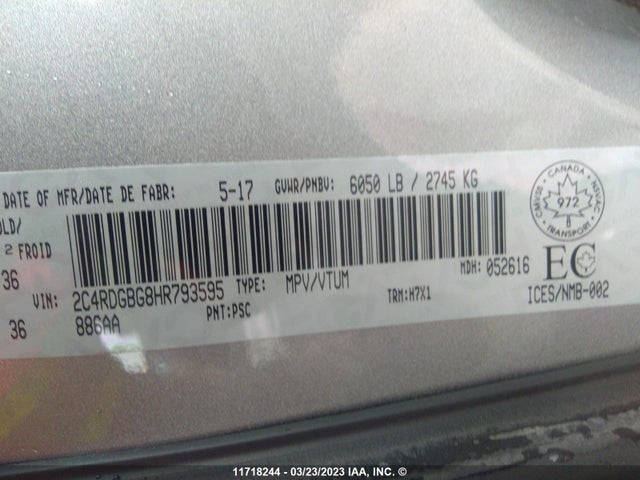 DATE OF MFR/DATE DE FABR: 5-17 GVWR/PNBV: 6050 LB / 2745 KG
OLD/
2 FROID
36
VIN: 2C4RDGBG8HR793595 TYPE: MPV/VTUM MDH: 052616
36 886AA PNT:PSC TRM:H7X1
CANADA
CMVSS NSVAC
972
TRANSPORT
EC
ICES/NMB-002
11718244 -- 03/23/2023 IAA, Inc. ©